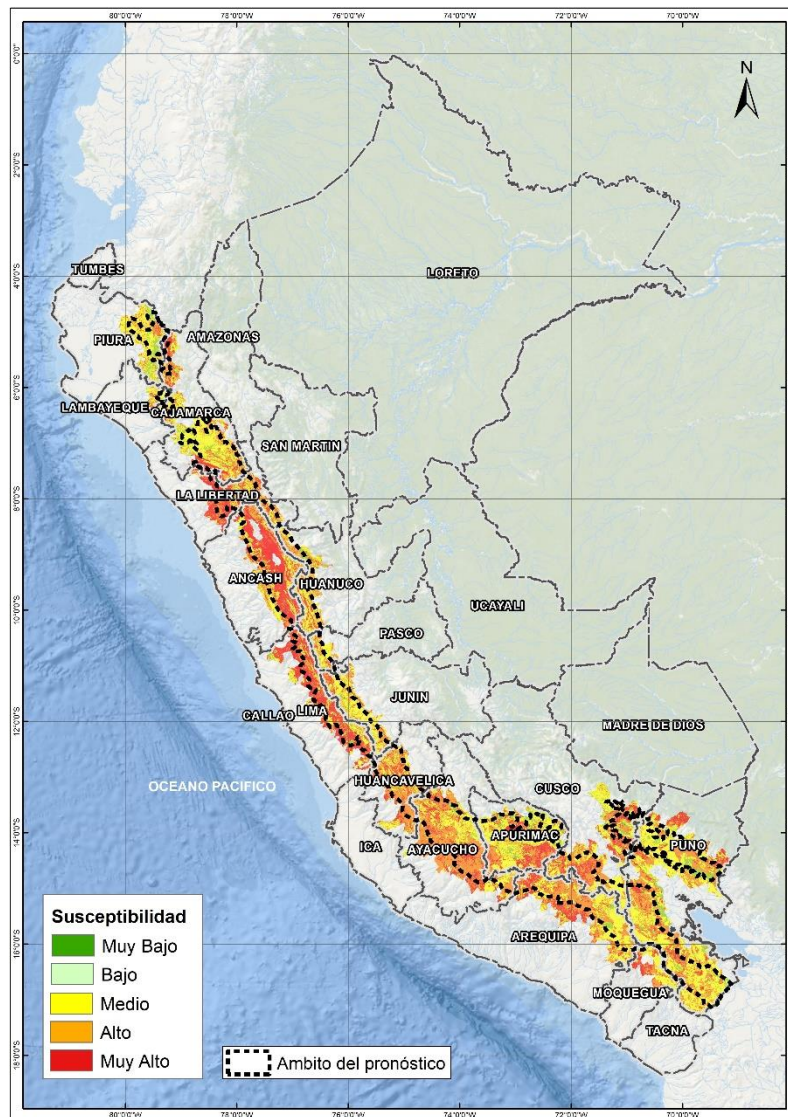 80°0'0"W 78°0'0"W 76°0'0"W 74°0'0"W 72°0'0"W 70°0'0"W
N
0°0'0"
2°0'0"S
4°0'0"S
6°0'0"S
8°0'0"S
10°0'0"S
12°0'0"S
14°0'0"S
16°0'0"S
18°0'0"S
TUMBES
LORETO
PIURA
AMAZONAS
LAMBAYEQUE
CAJAMARCA
SAN MARTIN
LA LIBERTAD
ANCASH
HUANUCO
UCAYALI
PASCO
JUNIN
CALLAO
LIMA
MADRE DE DIOS
HUANCAVELICA
CUSCO
OCEANO PACIFICO
ICA
AYACUCHO
APURIMAC
PUNO
AREQUIPA
MOQUEGUA
TACNA
Susceptibilidad
Muy Bajo
Bajo
Medio
Alto
Muy Alto
Ambito del pronóstico
80°0'0"W 78°0'0"W 76°0'0"W 74°0'0"W 72°0'0"W 70°0'0"W